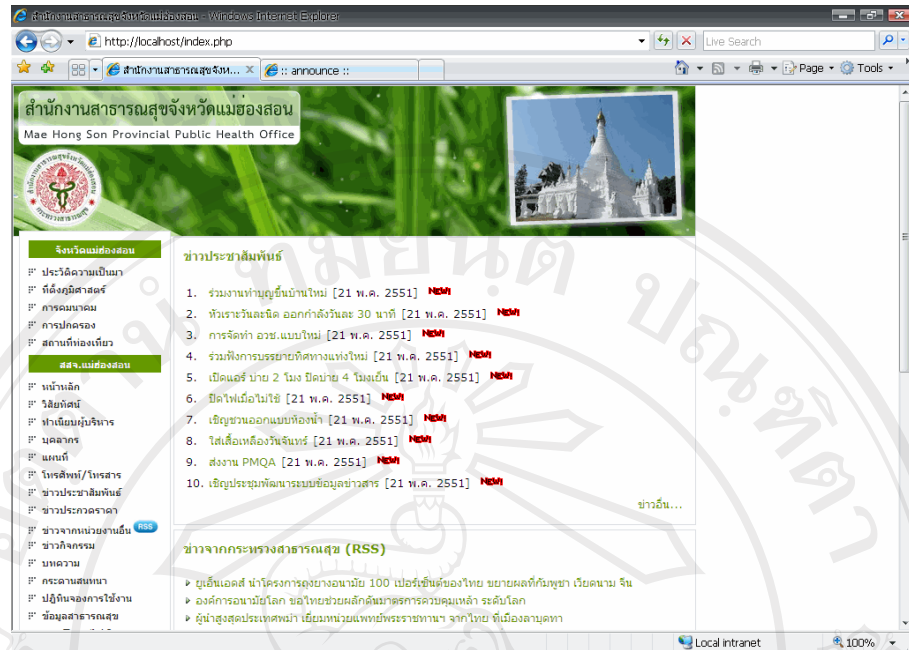 สำนักงานสาธารณสุขจังหวัดแม่ฮ่องสอน - Windows Internet Explorer
http://localhost/index.php
Live Search
สำนักงานสาธารณสุขจังห...
:: announce ::
Page
Tools
สำนักงานสาธารณสุขจังหวัดแม่ฮ่องสอน
Mae Hong Son Provincial Public Health Office
จังหวัดแม่ฮ่องสอน
ประวัติความเป็นมา
ที่ตั้งภูมิศาสตร์
การคมนาคม
การปกครอง
สถานที่ท่องเที่ยว
สสจ.แม่ฮ่องสอน
หน้าหลัก
วิสัยทัศน์
ทำเนียบผู้บริหาร
บุคลากร
แผนที่
โทรศัพท์/โทรสาร
ข่าวประชาสัมพันธ์
ข่าวประกวดราคา
ข่าวจากหน่วยงานอื่น RSS
ข่าวกิจกรรม
บทความ
กระดานสนทนา
ปฏิทินจองการใช้งาน
ข้อมูลสาธารณสุข
ข่าวประชาสัมพันธ์
1. ร่วมงานทำบุญขึ้นบ้านใหม่ [21 พ.ค. 2551] NEW!
2. หัวเราะวันละนิด ออกกำลังวันละ 30 นาที [21 พ.ค. 2551] NEW!
3. การจัดทำ อวช.แบบใหม่ [21 พ.ค. 2551] NEW!
4. ร่วมฟังการบรรยายทิศทางแท่งใหม่ [21 พ.ค. 2551] NEW!
5. เปิดแอร์ บ่าย 2 โมง ปิดบ่าย 4 โมงเย็น [21 พ.ค. 2551] NEW!
6. ปิดไฟเมื่อไม่ใช้ [21 พ.ค. 2551] NEW!
7. เชิญชวนออกแบบห้องน้ำ [21 พ.ค. 2551] NEW!
8. ใส่เสื้อเหลืองวันจันทร์ [21 พ.ค. 2551] NEW!
9. ส่งงาน PMQA [21 พ.ค. 2551] NEW!
10. เชิญประชุมพัฒนาระบบข้อมูลข่าวสาร [21 พ.ค. 2551] NEW!
ข่าวอื่น...
ข่าวจากกระทรวงสาธารณสุข (RSS)
ยูเอ็นเอดส์ นำโครงการถุงยางอนามัย 100 เปอร์เซ็นต์ของไทย ขยายผลที่กัมพูชา เวียดนาม จีน
องค์การอนามัยโลก ขอไทยช่วยผลักดันมาตรการควบคุมเหล้า ระดับโลก
ผู้นำสูงสุดประเทศพม่า เยี่ยมหน่วยแพทย์พระราชทานฯ จากไทย ที่เมืองลาบุตทา
Local intranet
100%